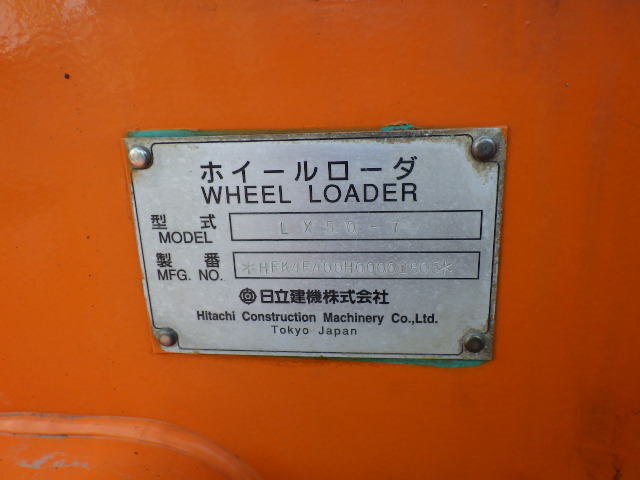 ホイールローダ
WHEEL LOADER
型式 LX50-7
MODEL
製番
MFG. NO.
日立建機株式会社
Hitachi Construction Machinery Co.,Ltd.
Tokyo Japan